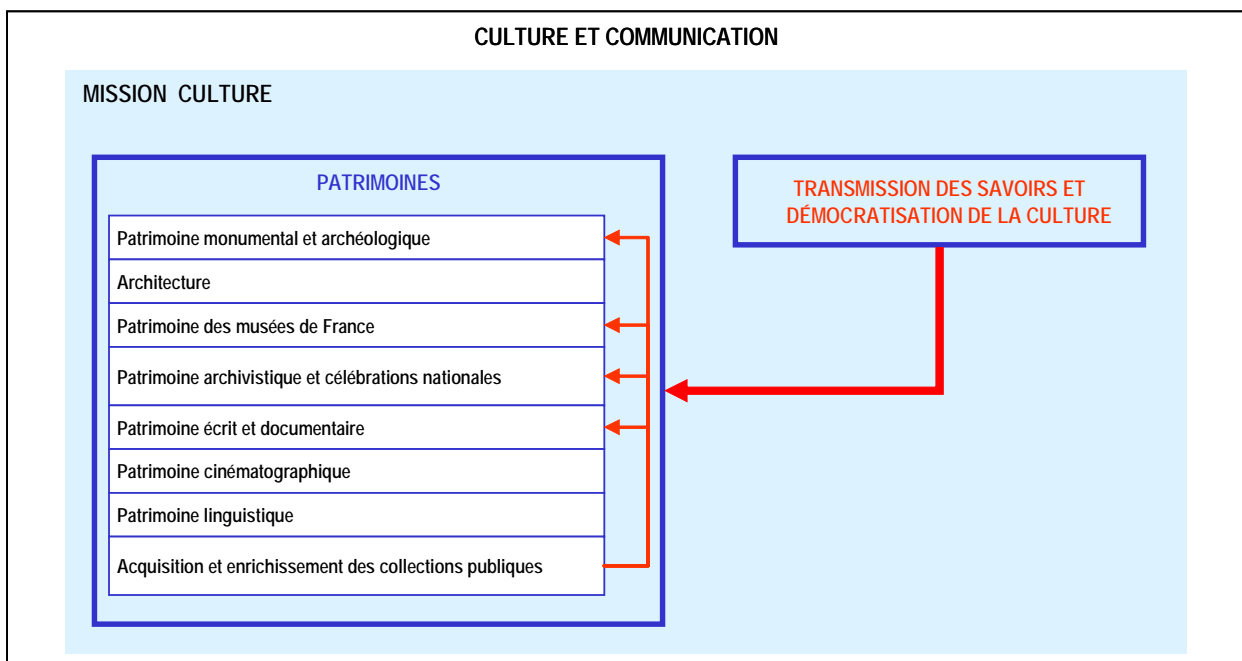 CULTURE ET COMMUNICATION
MISSION CULTURE
PATRIMOINES
Patrimoine monumental et archéologique
Architecture
Patrimoine des musées de France
Patrimoine archivistique et célébrations nationales
Patrimoine écrit et documentaire
Patrimoine cinématographique
Patrimoine linguistique
Acquisition et enrichissement des collections publiques
TRANSMISSION DES SAVOIRS ET
DÉMOCRATISATION DE LA CULTURE